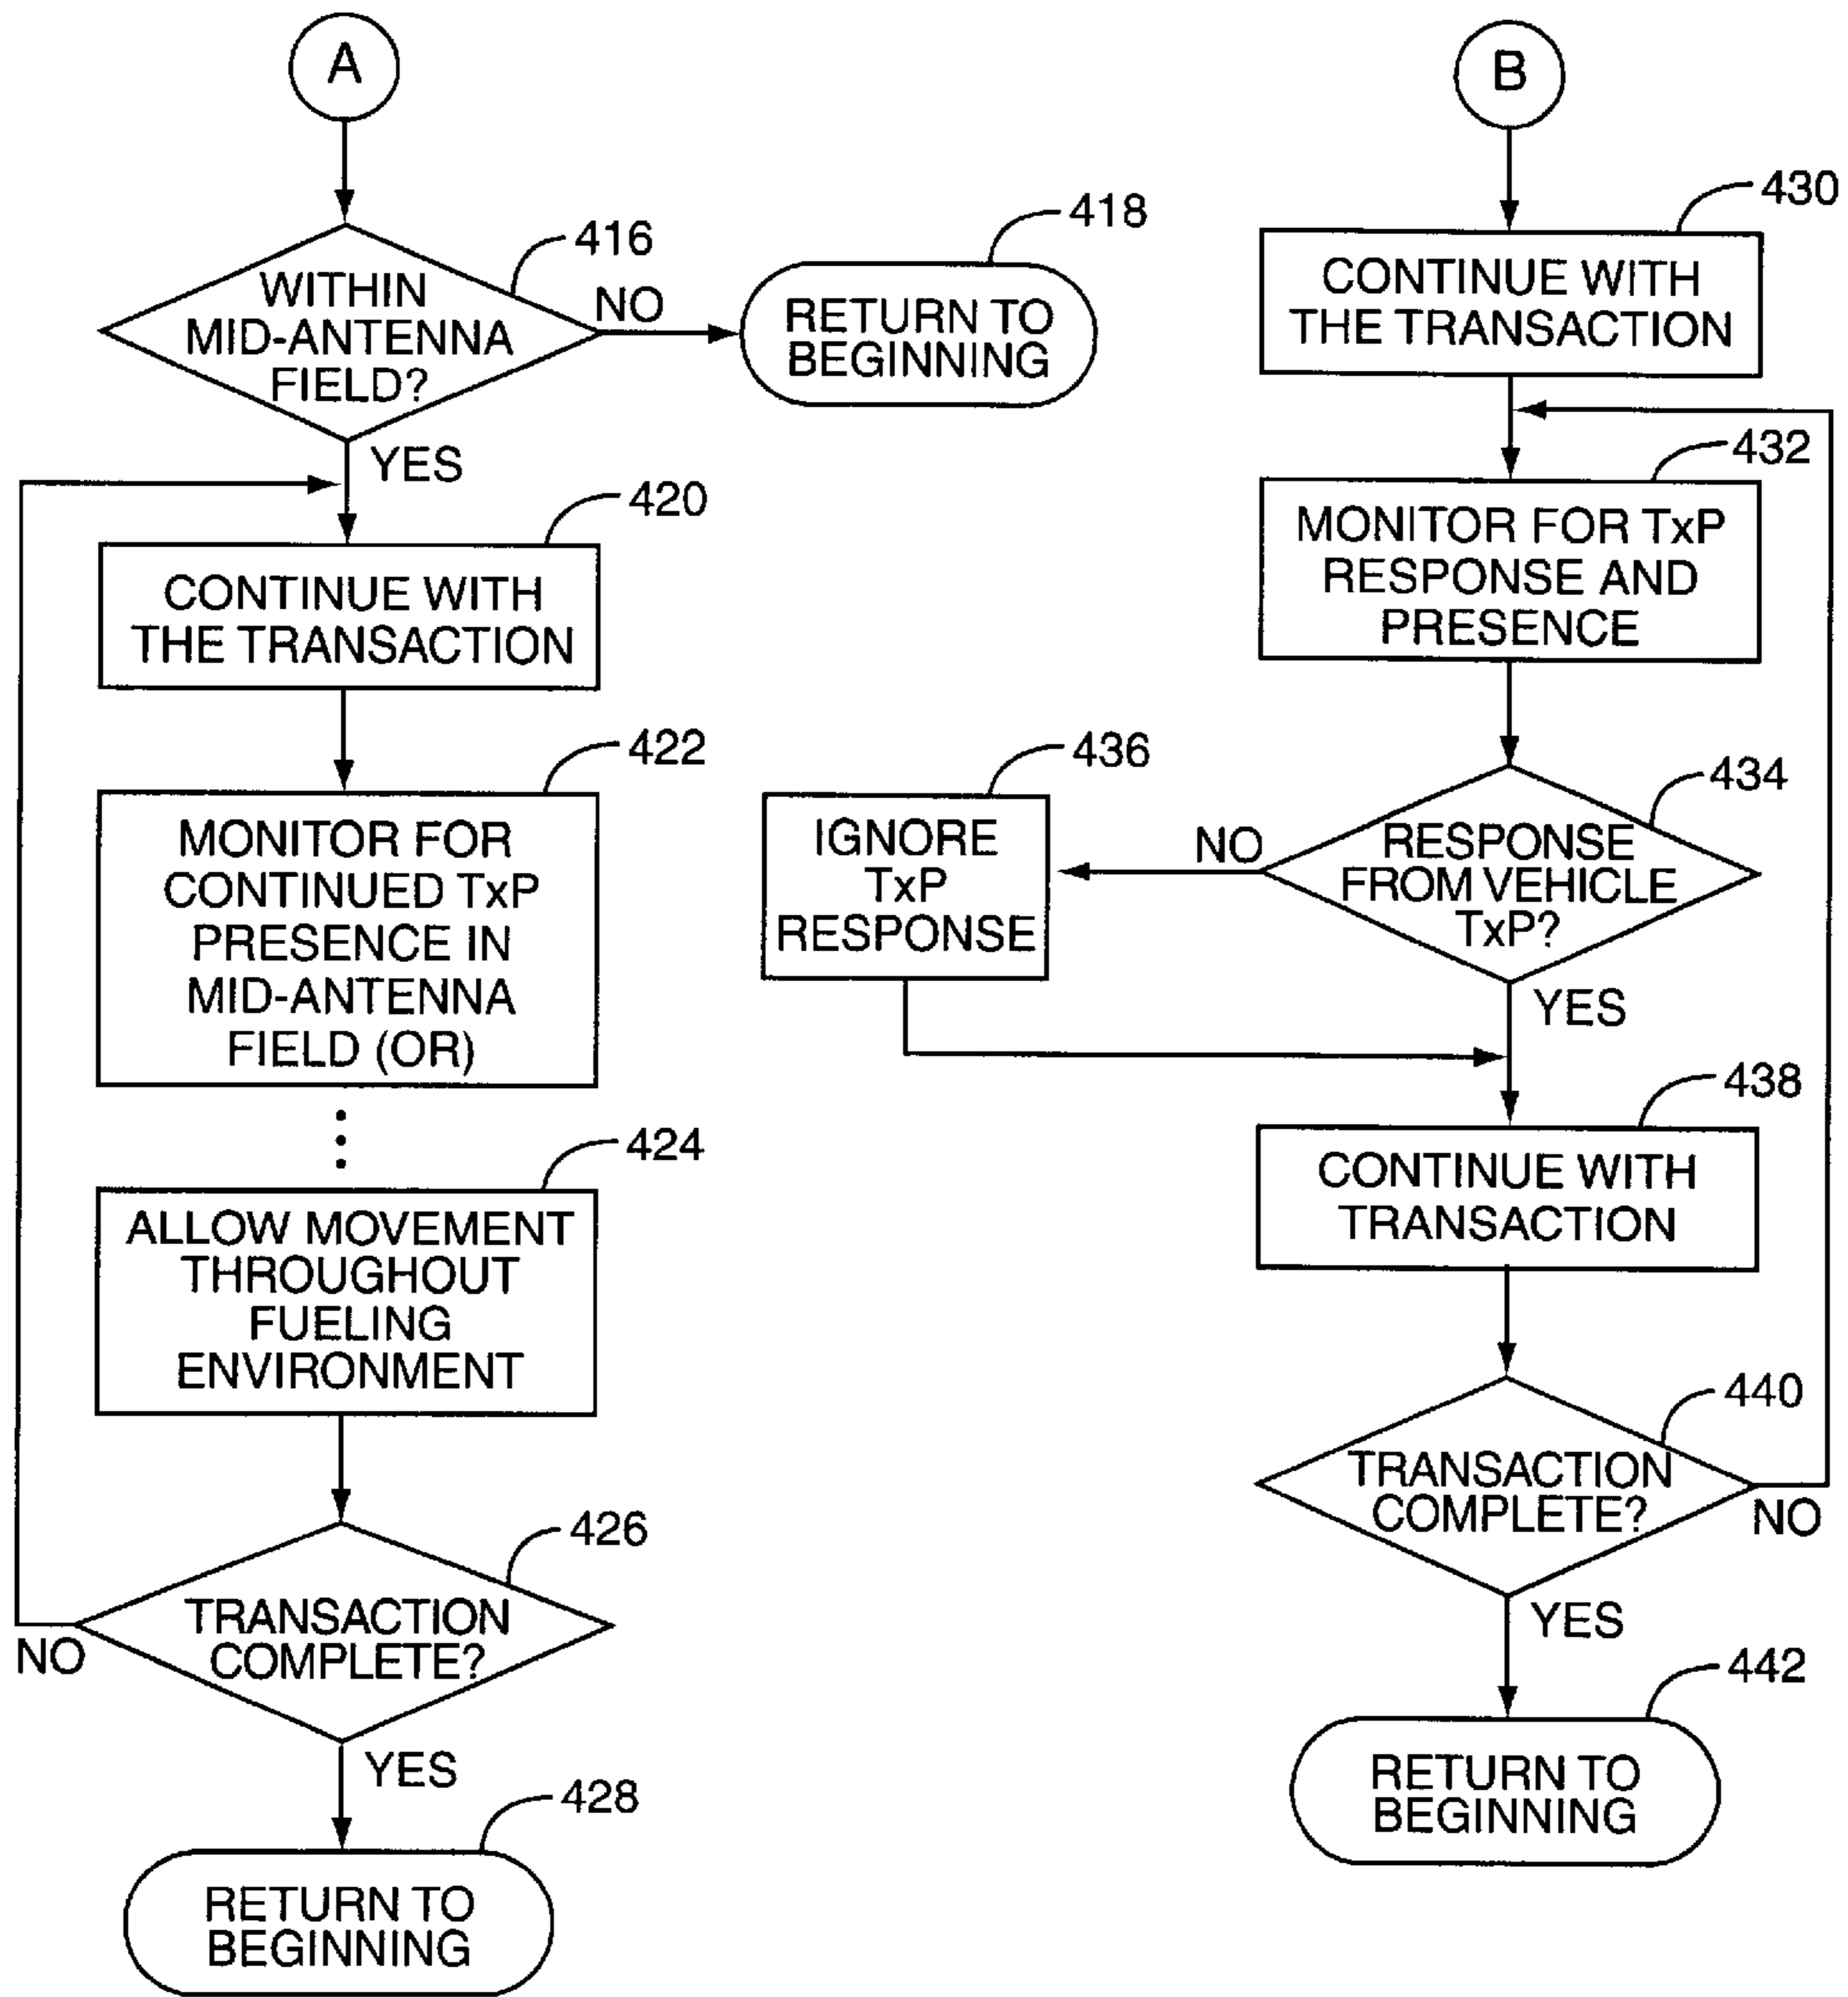 A
416
WITHIN
MID-ANTENNA
FIELD?
NO
418
RETURN TO
BEGINNING
YES
420
CONTINUE WITH
THE TRANSACTION
422
MONITOR FOR
CONTINUED TxP
PRESENCE IN
MID-ANTENNA
FIELD (OR)
424
ALLOW MOVEMENT
THROUGHOUT
FUELING
ENVIRONMENT
426
TRANSACTION
COMPLETE?
NO
YES
428
RETURN TO
BEGINNING
B
430
CONTINUE WITH
THE TRANSACTION
432
MONITOR FOR TxP
RESPONSE AND
PRESENCE
434
RESPONSE
FROM VEHICLE
TxP?
NO
436
IGNORE
TxP
RESPONSE
YES
438
CONTINUE WITH
TRANSACTION
440
TRANSACTION
COMPLETE?
NO
YES
442
RETURN TO
BEGINNING